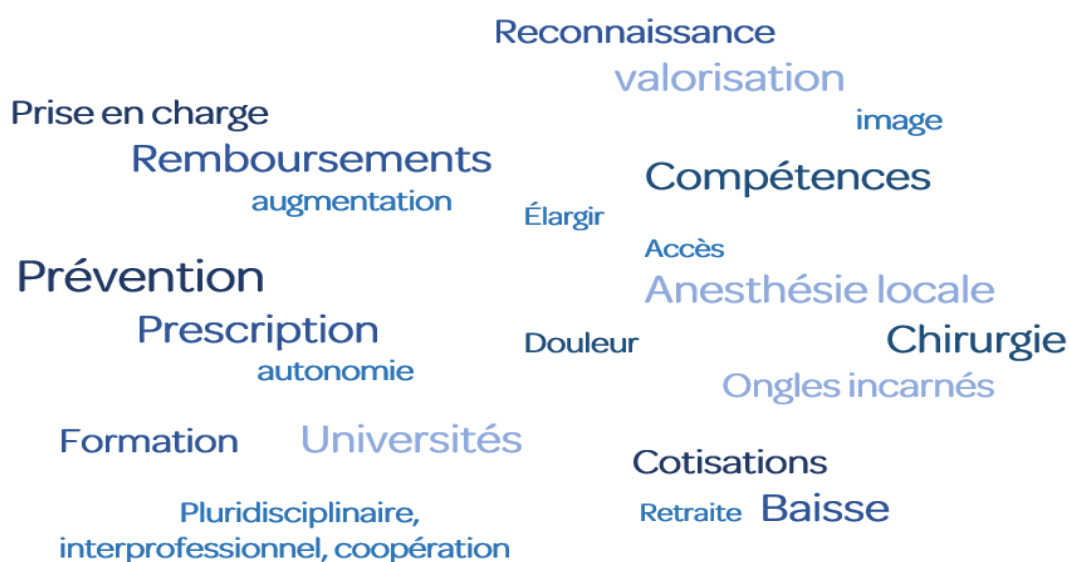 Reconnaissance
valorisation
Prise en charge
image
Remboursements
Compétences
augmentation
Élargir
Accès
Prévention
Anesthésie locale
Prescription
Douleur
Chirurgie
autonomie
Ongles incarnés
Formation
Universités
Cotisations
Pluridisciplinaire,
interprofessionnel, coopération
Retraite Baisse